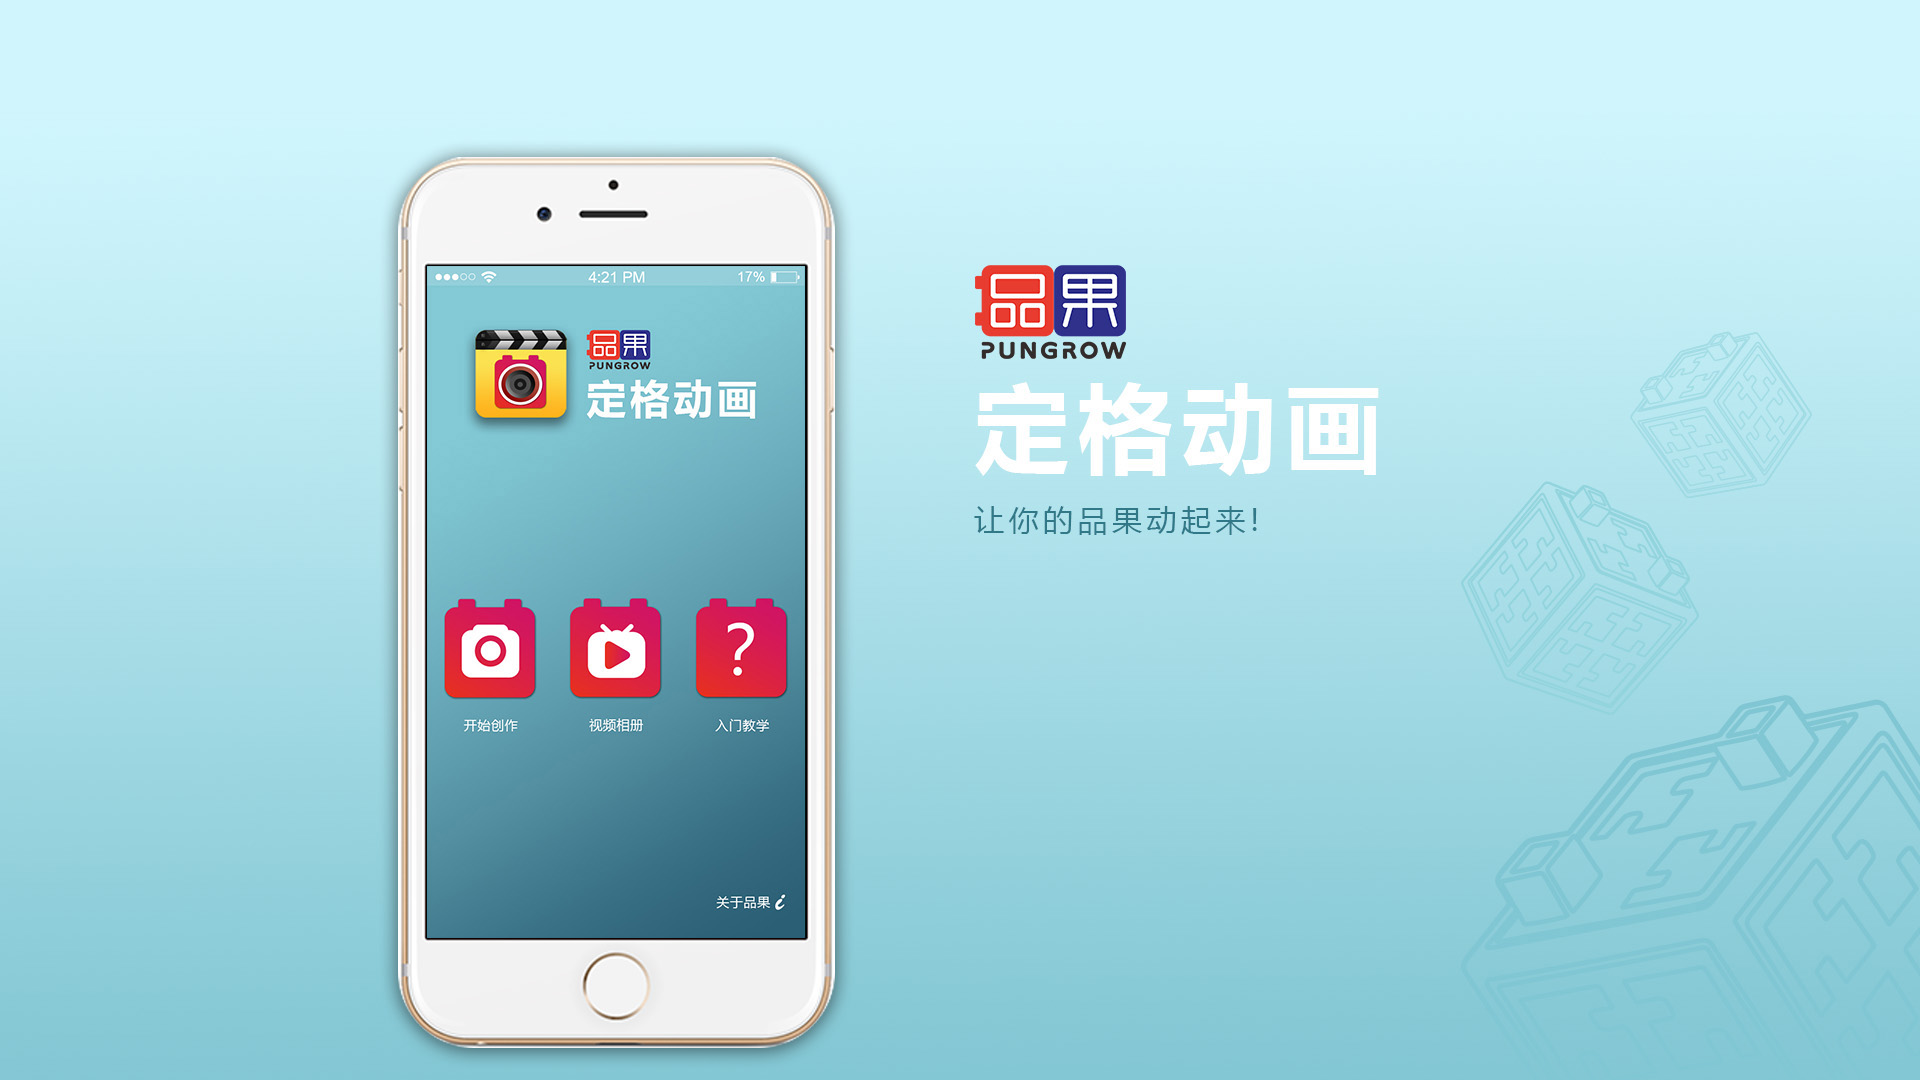 4:21 PM
17%
品果
PUNGROW
定格动画
?
开始创作
视频相册
入门教学
关于品果 i
品果
PUNGROW
定格动画
让你的品果动起来!